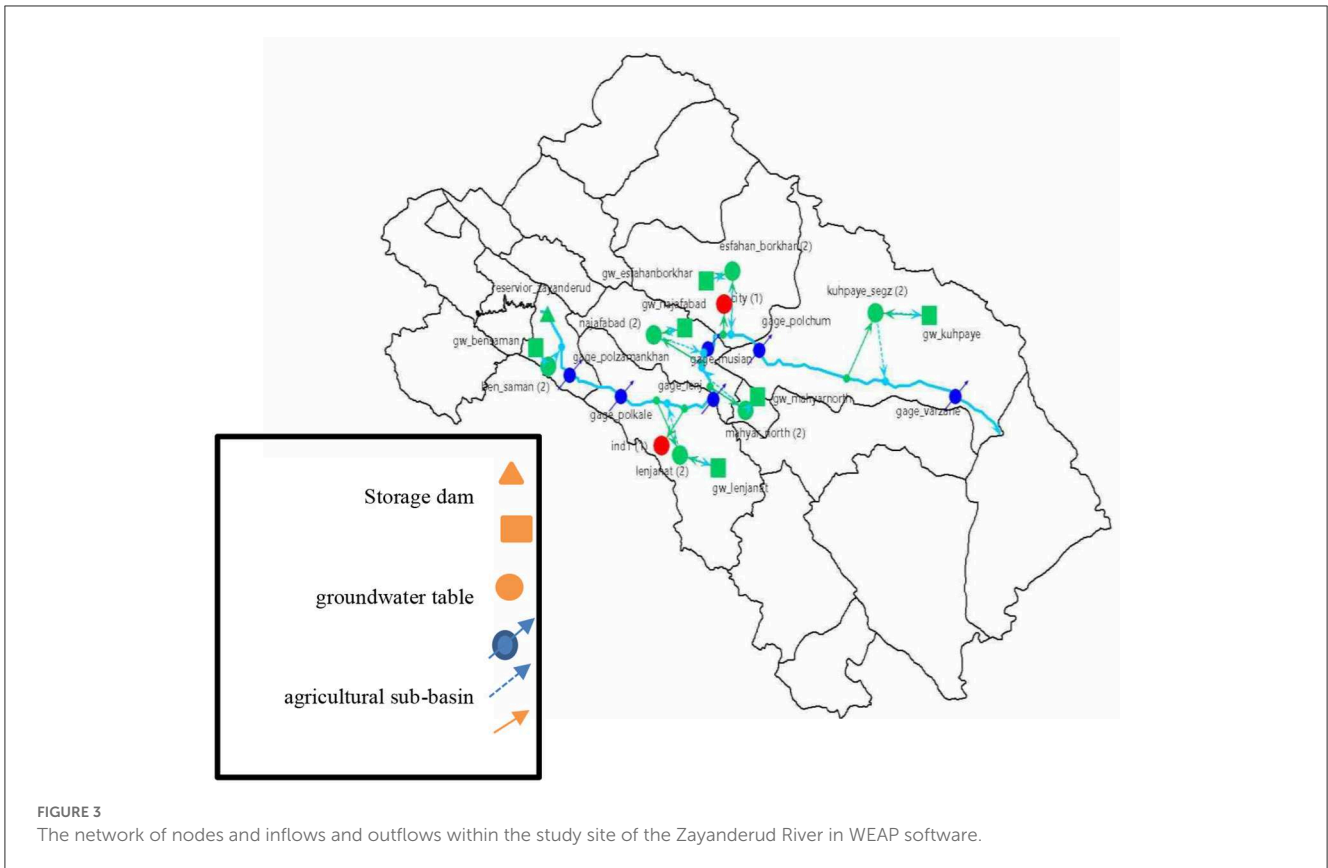 esfahan_borkhar (2)
gw_esfahanborkhar
kuhpaye_segz (2)
reservior_zayanderud
gw_najafabad
city (1)
najafabad (2)
gage_polchum
gw_kuhpaye
gw_bensaman
gage_polzamankhan
gage_musian
ben_saman (2)
gage_lenj
gw_mahyarnorth
gage_polkale
gage_varzane
mahyar_north (2)
ind1 (1)
lenjanat (2)
gw_lenjanat
Storage dam
groundwater table
agricultural sub-basin
FIGURE 3
The network of nodes and inflows and outflows within the study site of the Zayanderud River in WEAP software.